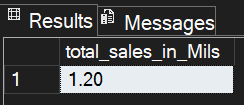 Results Messages
total_sales_in_Mils
1 1.20